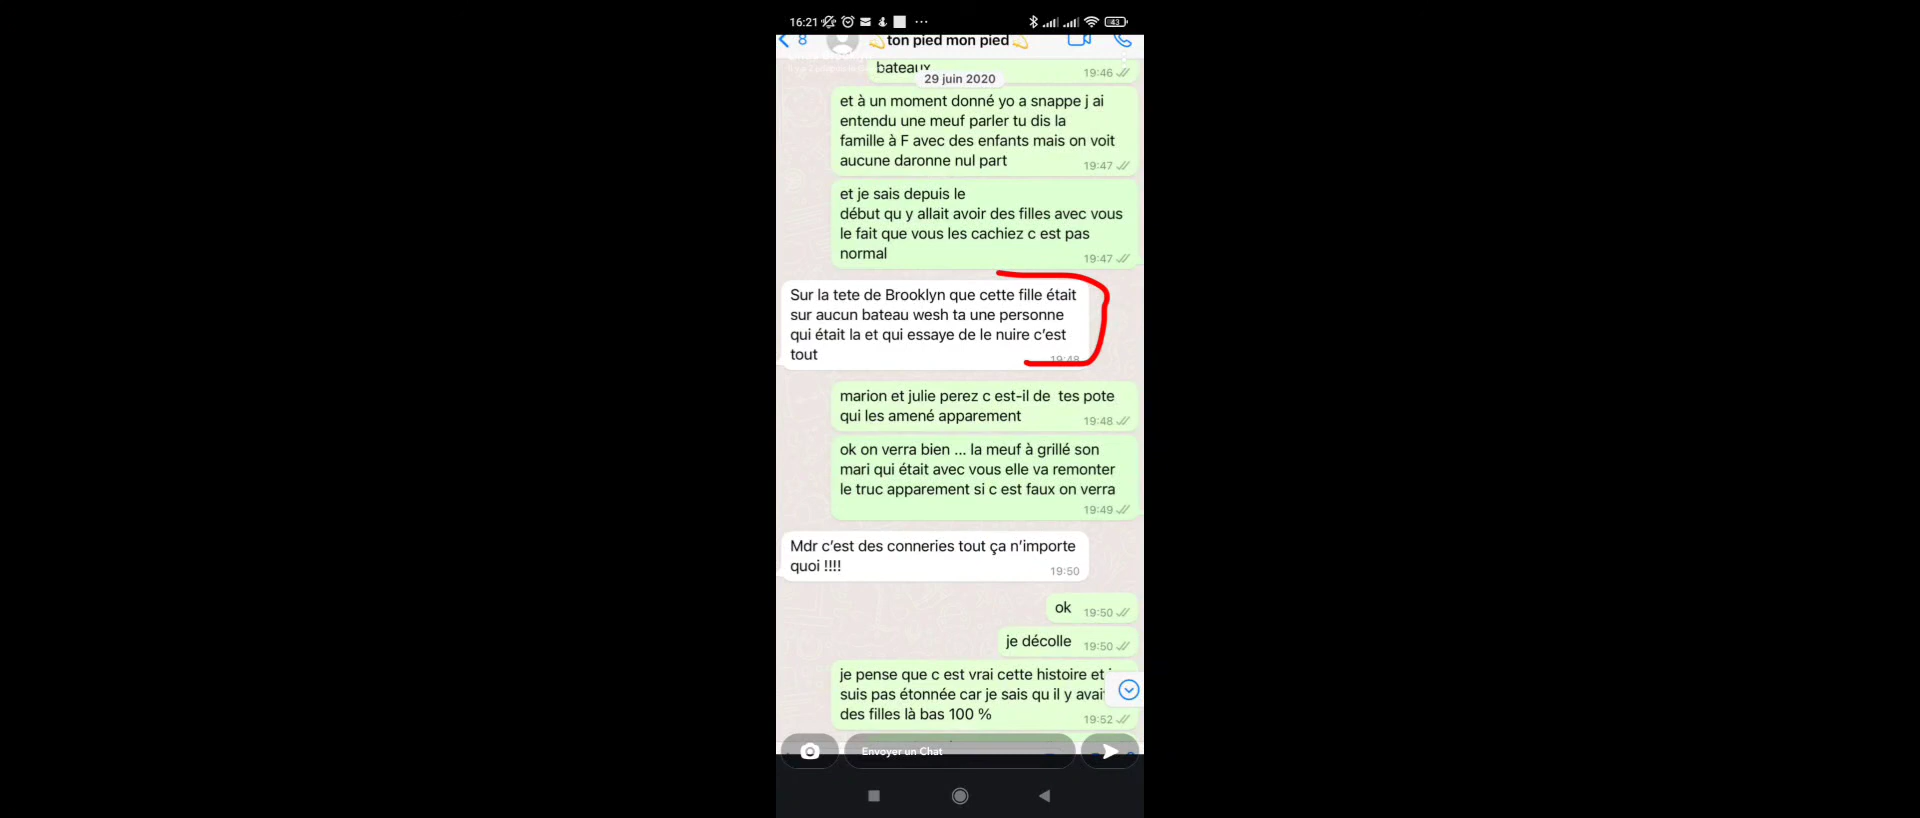 16:21
43
8
💫ton pied mon pied💫
bateaux
19:46
29 juin 2020
et à un moment donné yo a snappe j ai
entendu une meuf parler tu dis la
famille à F avec des enfants mais on voit
aucune daronne nul part
19:47
et je sais depuis le
début qu y allait avoir des filles avec vous
le fait que vous les cachiez c est pas
normal
19:47
Sur la tete de Brooklyn que cette fille était
sur aucun bateau wesh ta une personne
qui était la et qui essaye de le nuire c’est
tout
19:48
marion et julie perez c est-il de  tes pote
qui les amené apparement
19:48
ok on verra bien ... la meuf à grillé son
mari qui était avec vous elle va remonter
le truc apparement si c est faux on verra
19:49
Mdr c’est des conneries tout ça n’importe
quoi !!!!
19:50
ok
19:50
je décolle
19:50
je pense que c est vrai cette histoire et
suis pas étonnée car je sais qu il y avai
des filles là bas 100 %
19:52
Envoyer un Chat